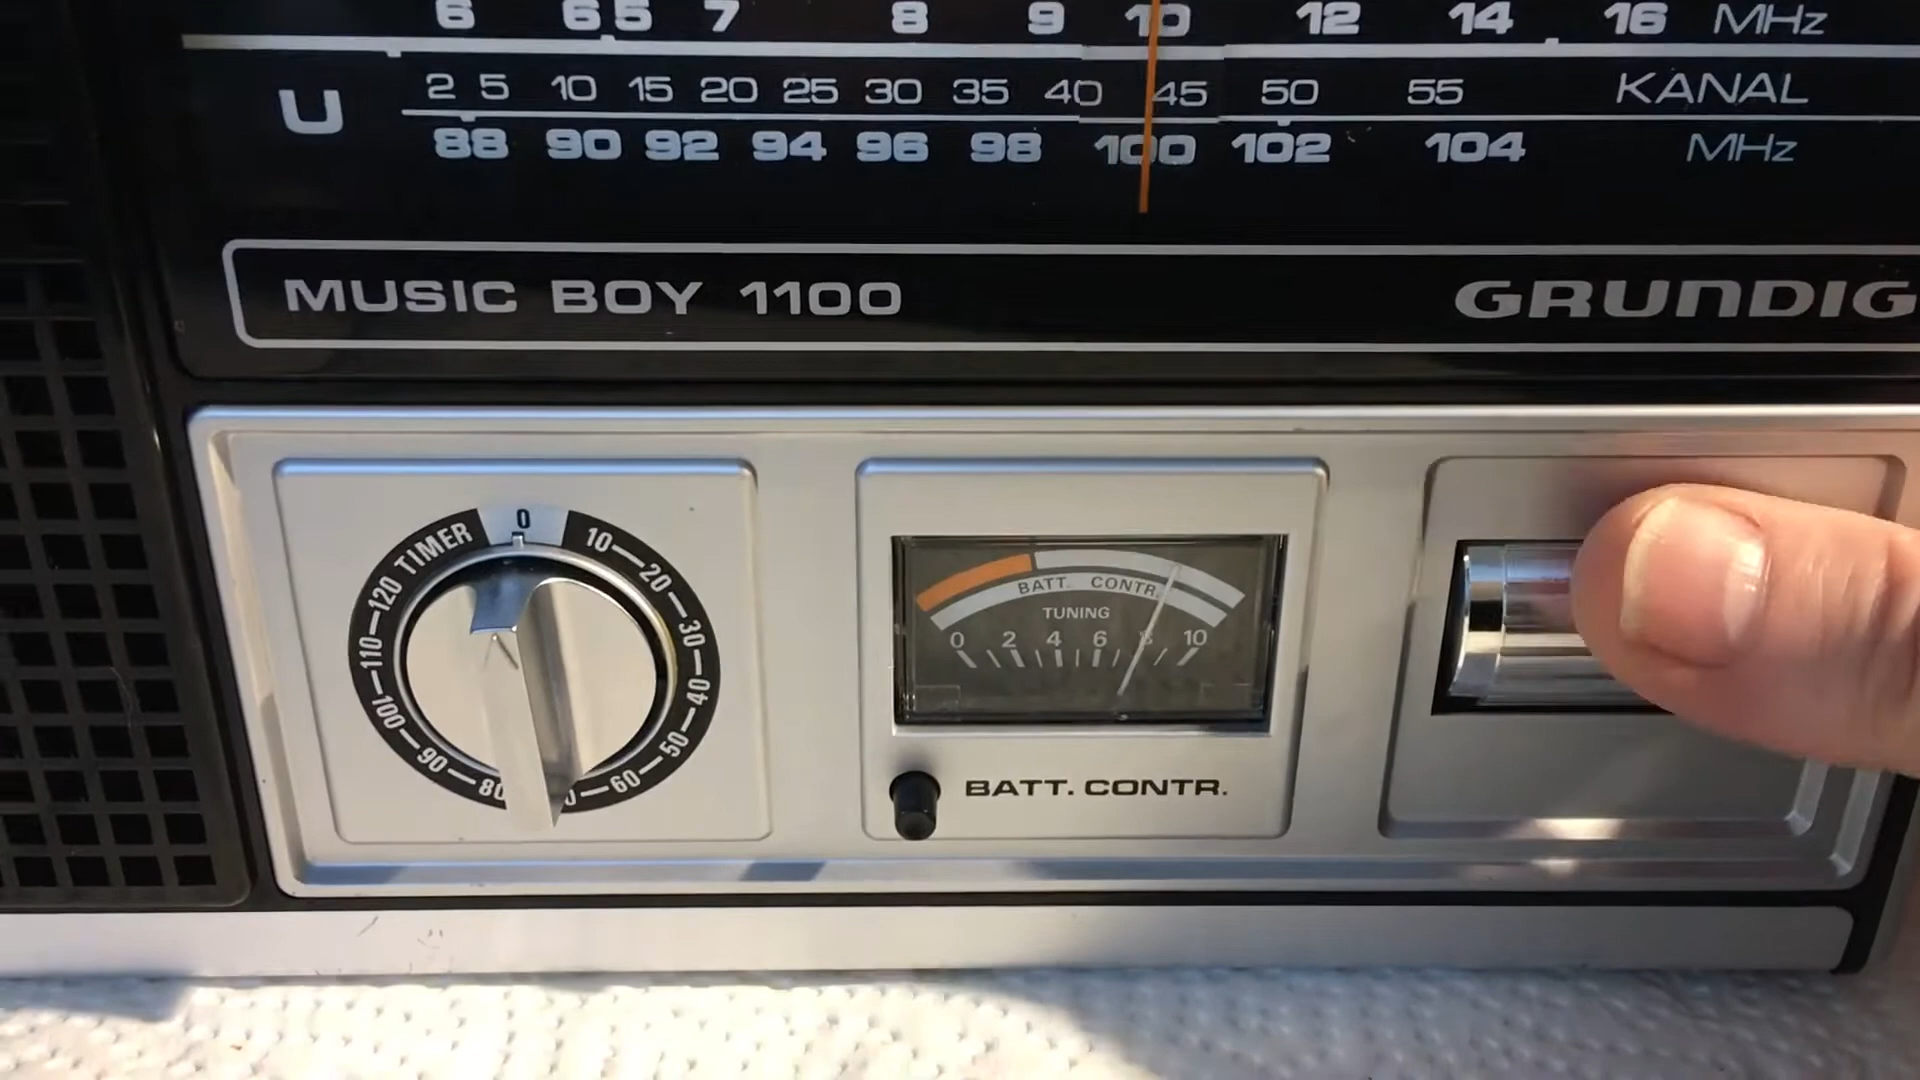 6 6 5 7 8 9 10 12 14 16 MHz
2 5 10 15 20 25 30 35 40 45 50 55 KANAL
U
88 90 92 94 96 98 100 102 104 MHz
MUSIC BOY 1100 GRUNDIG
0 10 20 30 40 50 60 80 90 100 110 120 TIMER
BATT. CONTR.
TUNING
0 2 4 6 8 10
BATT. CONTR.